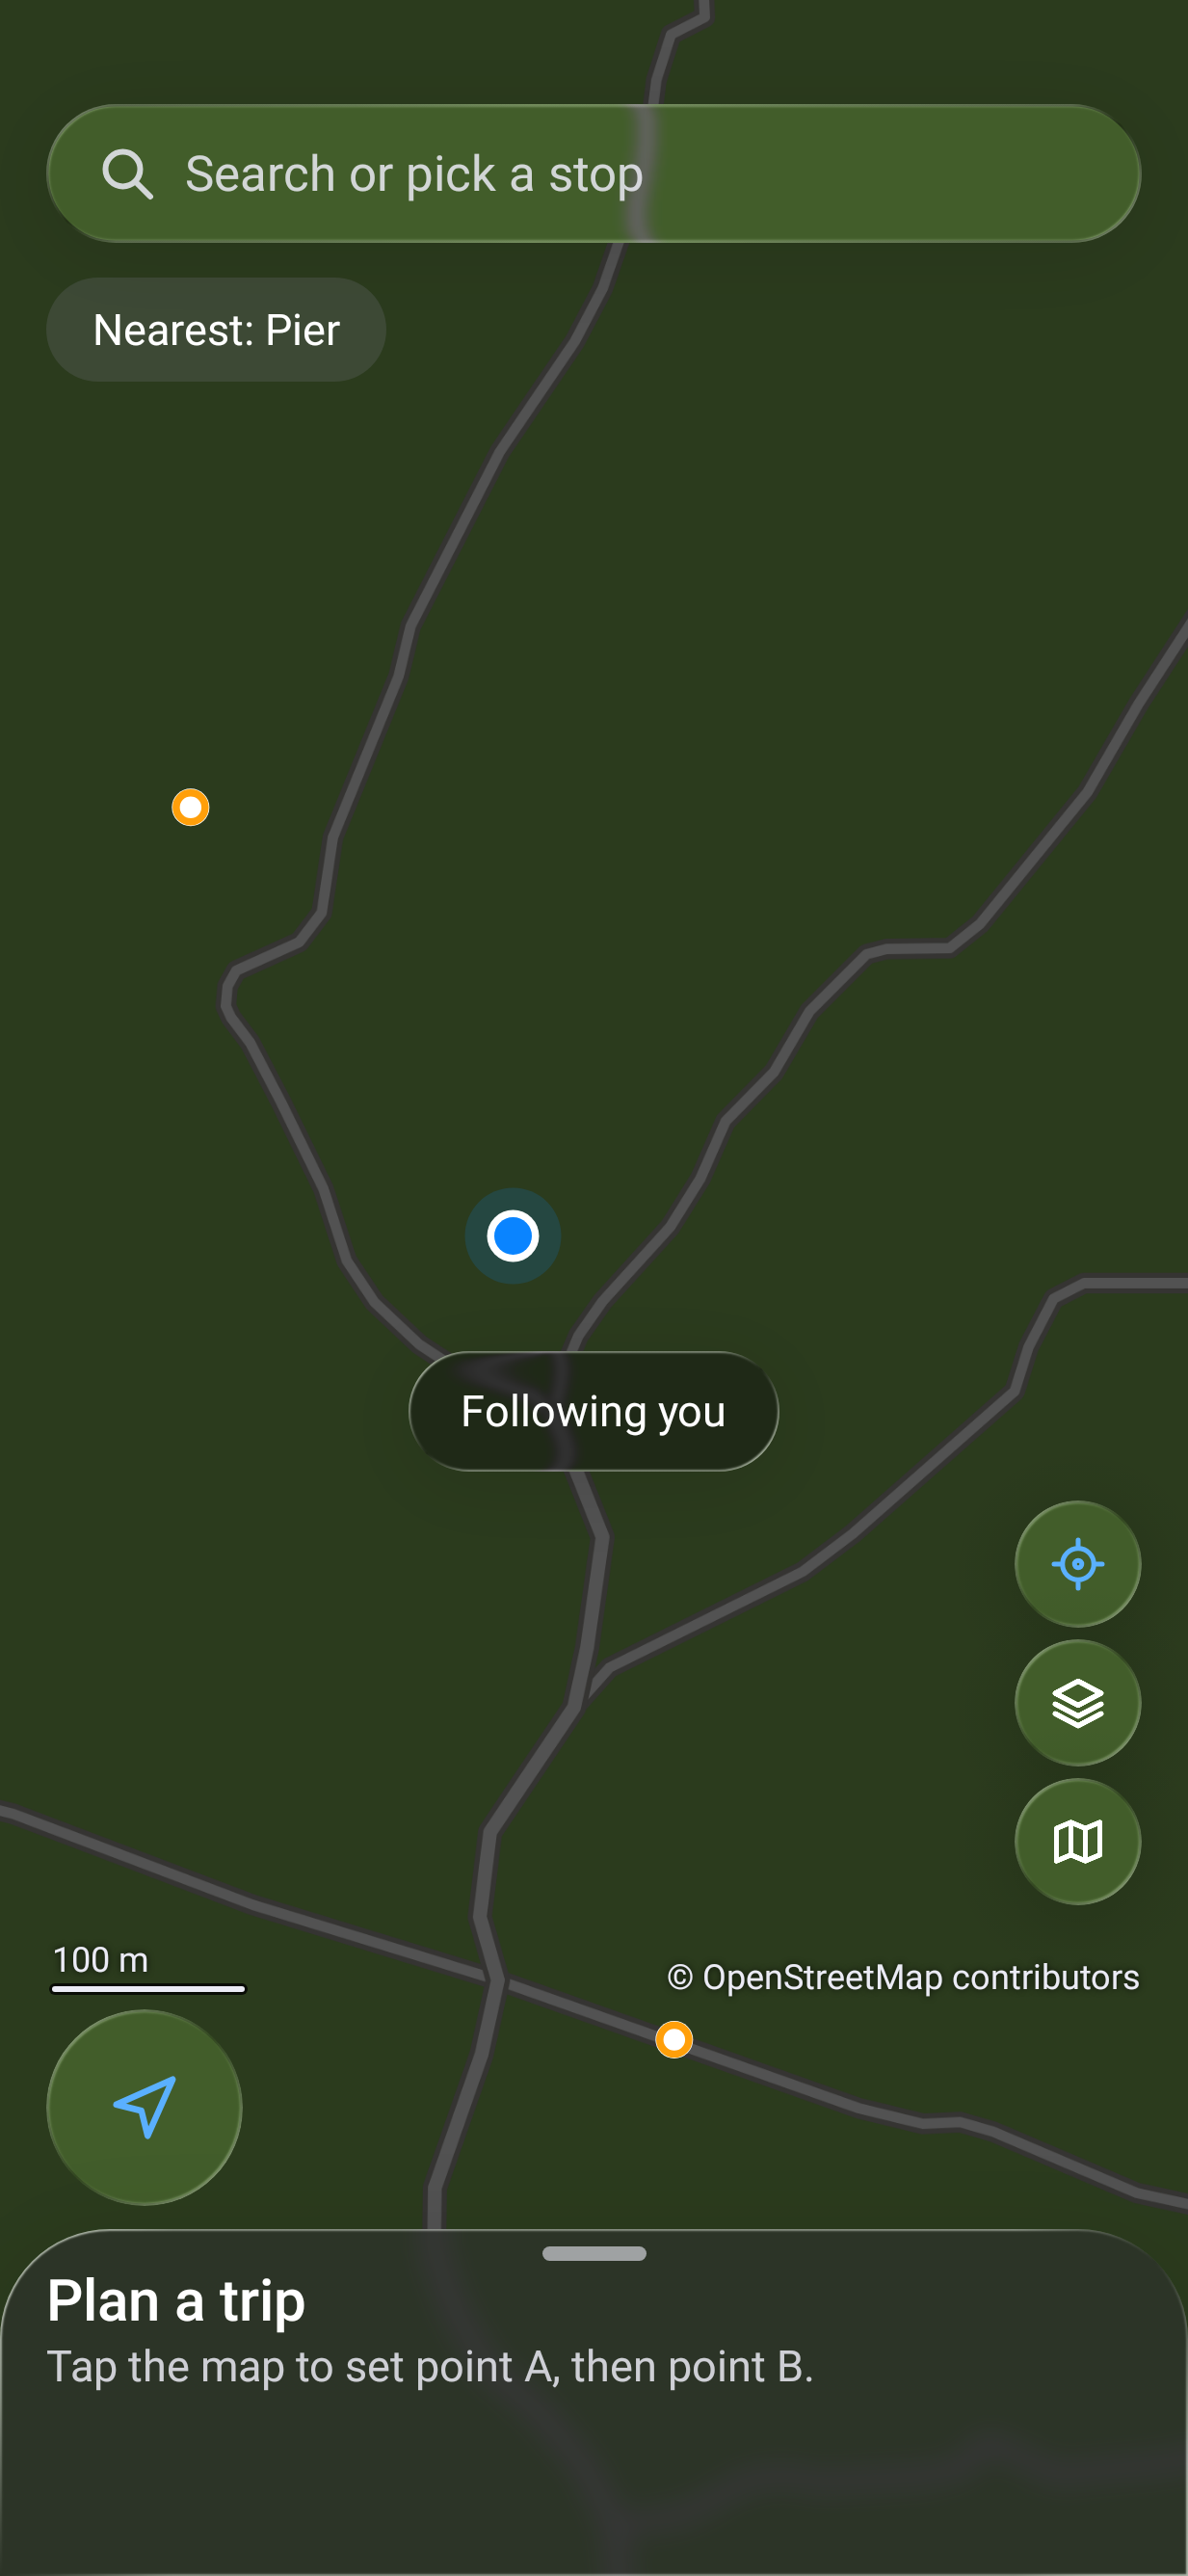 Search or pick a stop
Nearest: Pier
Following you
100 m
© OpenStreetMap contributors
Plan a trip
Tap the map to set point A, then point B.